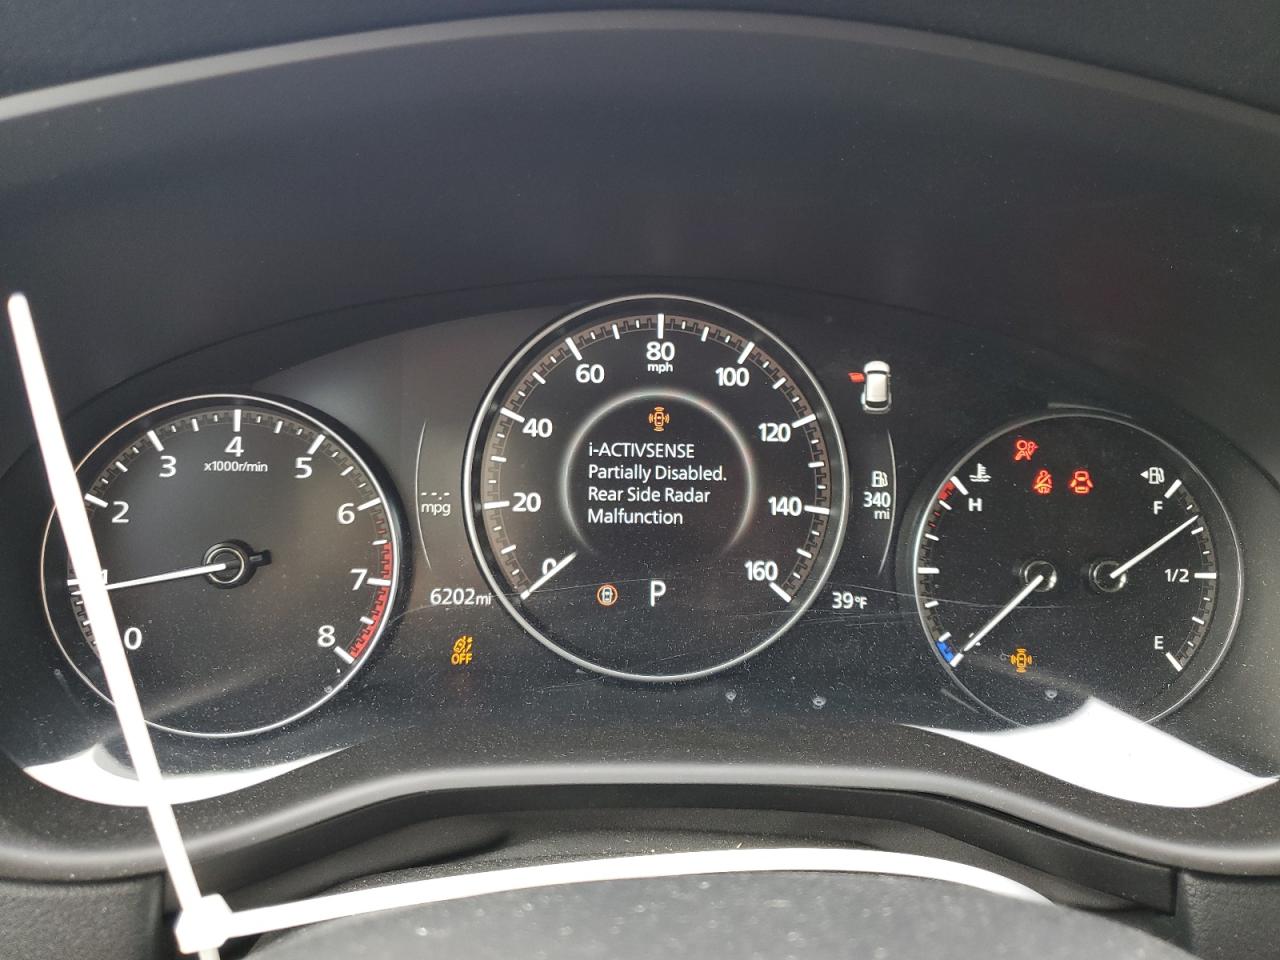 4
x1000r/min
3
5
2
6
1
7
0
8
80
mph
60
100
40
120
20
140
0
160
i-ACTIVSENSE
Partially Disabled.
Rear Side Radar
Malfunction
P
-.-
mpg
6202mi
OFF
340
mi
39°F
H
F
1/2
E